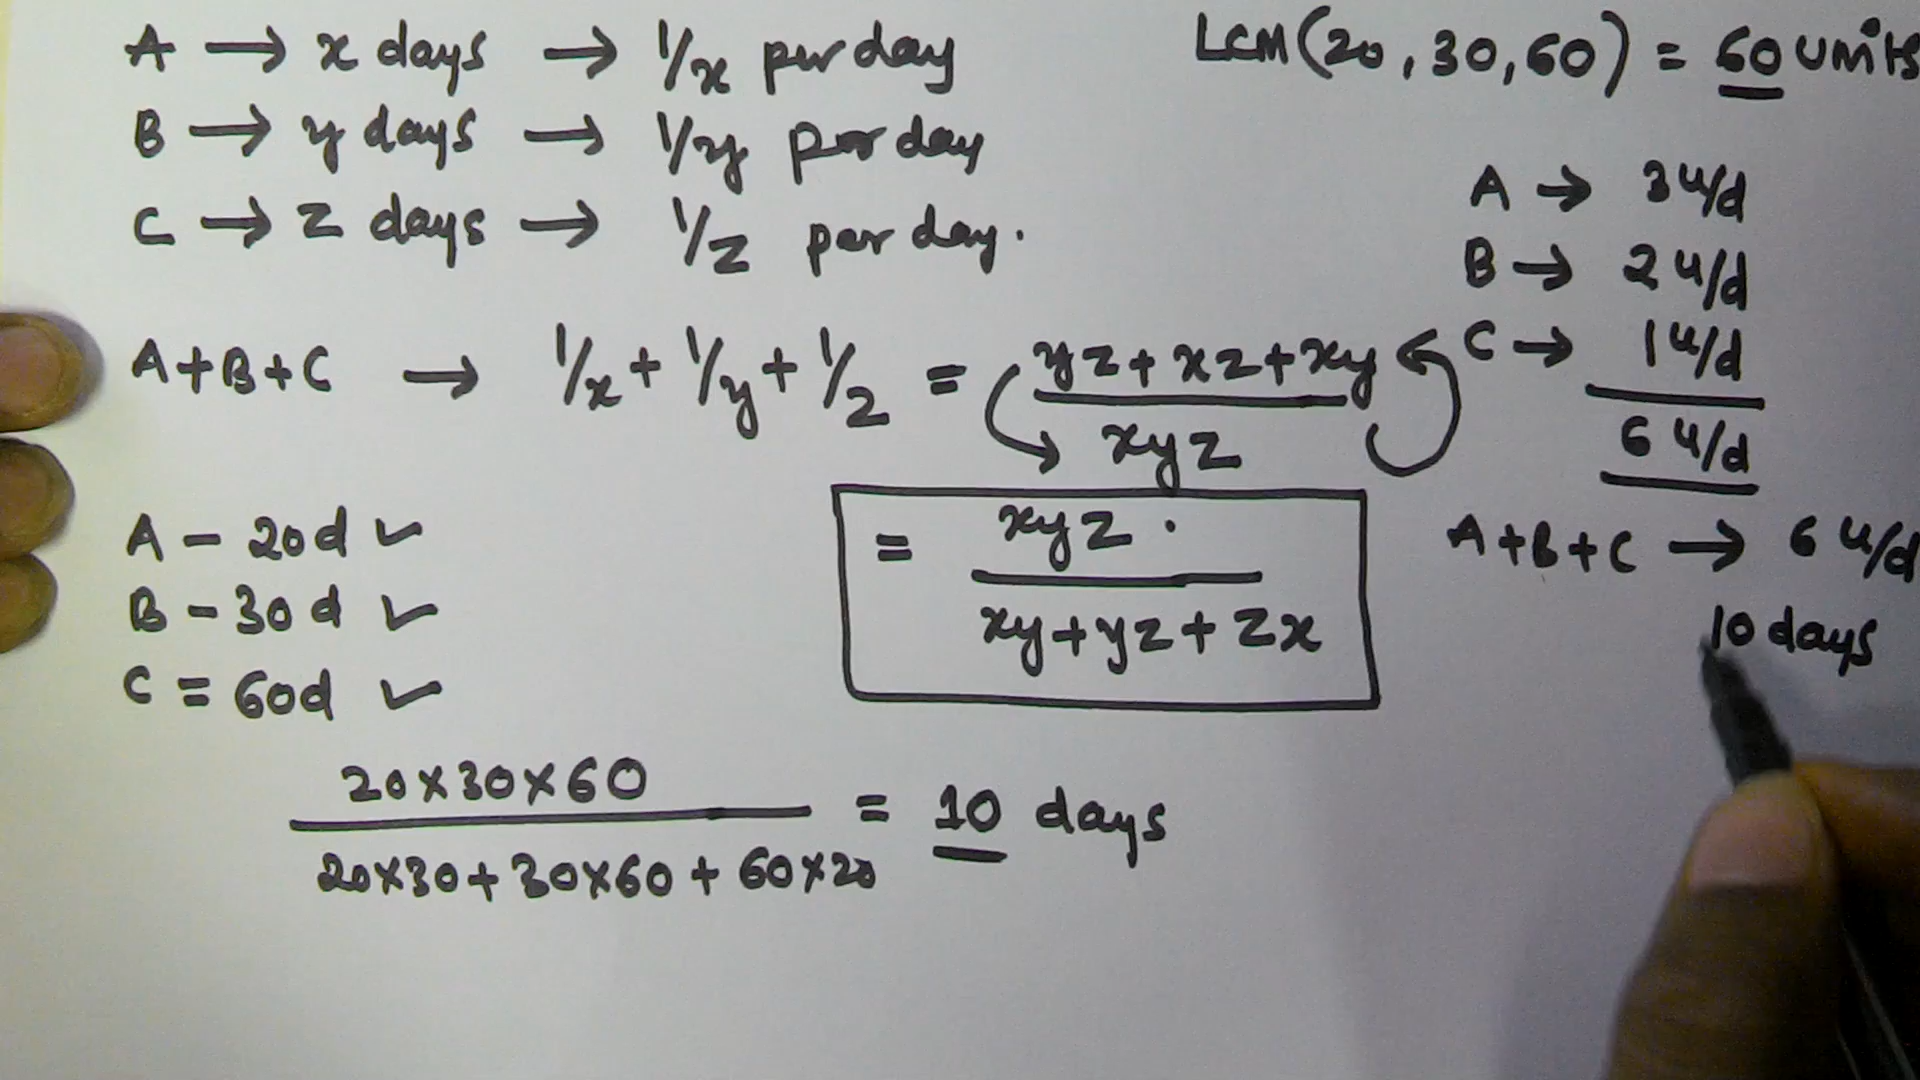 A → x days → 1/x per day
B → y days → 1/y per day
C → z days → 1/z per day.
A+B+C → 1/x + 1/y + 1/z = yz + xz + xy / xyz
= xyz / xy + yz + zx
A - 20d ✓
B - 30d ✓
C = 60d ✓
20×30×60 / 20×30 + 30×60 + 60×20 = 10 days
LCM(20, 30, 60) = 60 units
A → 3 u/d
B → 2 u/d
C → 1 u/d
6 u/d
A+B+C → 6 u/d
10 days